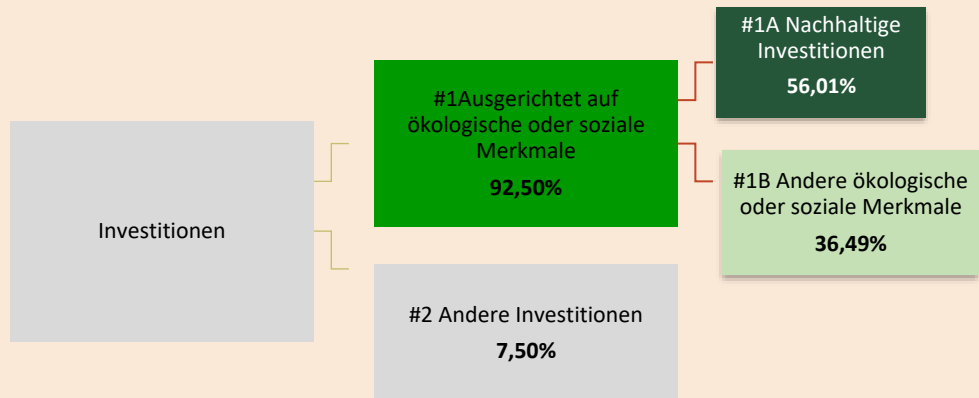 Investitionen
#1Ausgerichtet auf
ökologische oder soziale
Merkmale
92,50%
#2 Andere Investitionen
7,50%
#1A Nachhaltige
Investitionen
56,01%
#1B Andere ökologische
oder soziale Merkmale
36,49%